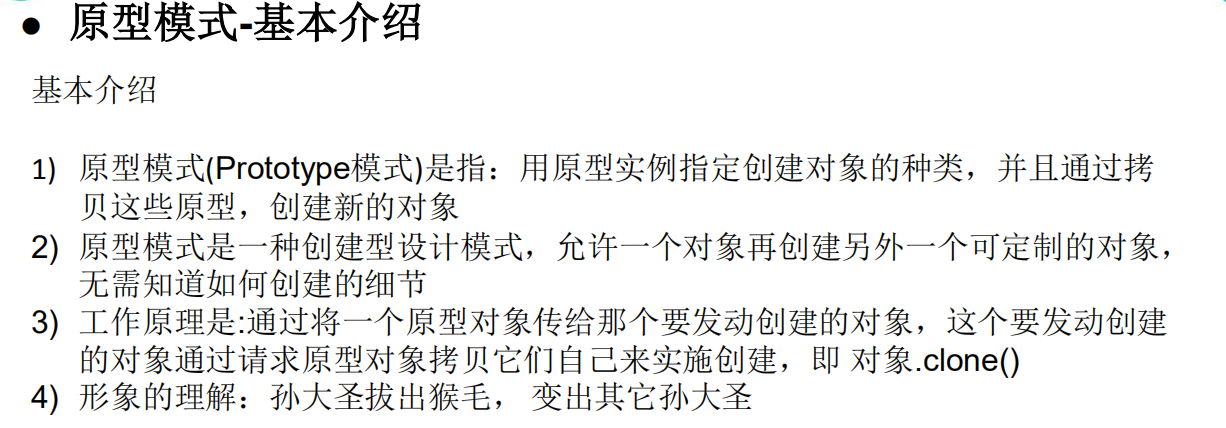 ● 原型模式-基本介绍
基本介绍
1) 原型模式(Prototype模式)是指：用原型实例指定创建对象的种类，并且通过拷
贝这些原型，创建新的对象
2) 原型模式是一种创建型设计模式，允许一个对象再创建另外一个可定制的对象，
无需知道如何创建的细节
3) 工作原理是:通过将一个原型对象传给那个要发动创建的对象，这个要发动创建
的对象通过请求原型对象拷贝它们自己来实施创建，即 对象.clone()
4) 形象的理解：孙大圣拔出猴毛， 变出其它孙大圣